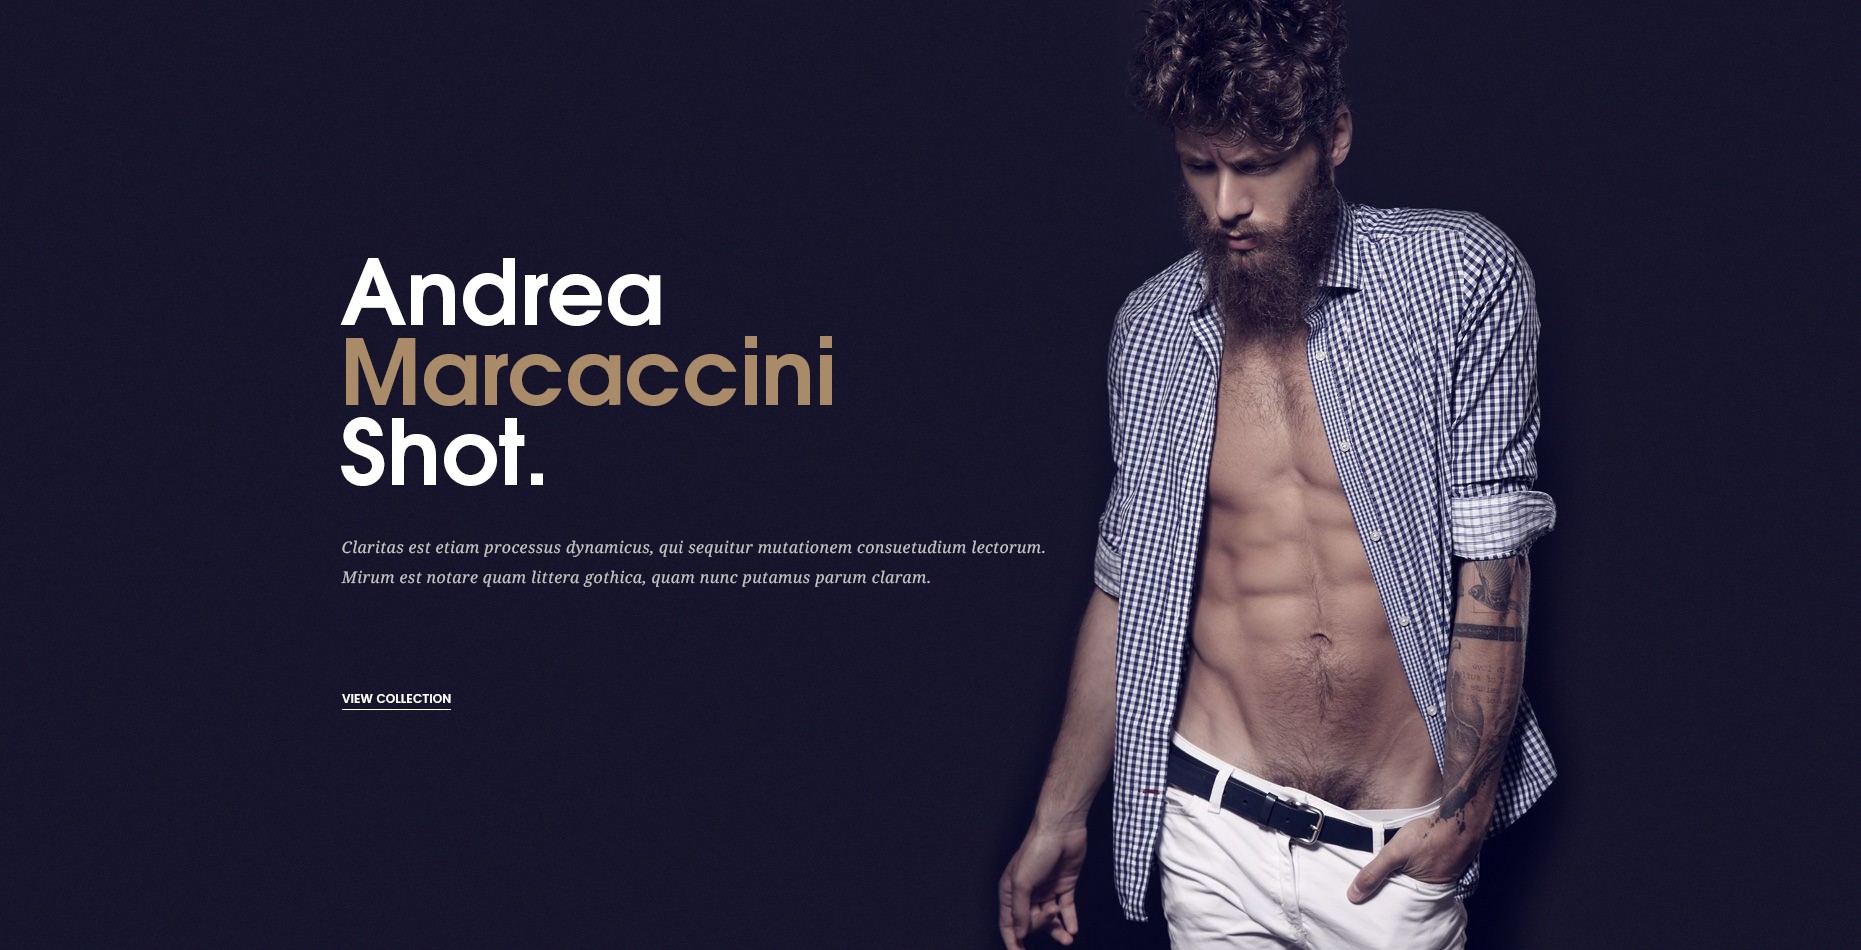 Andrea
Marcaccini
Shot.
Claritas est etiam processus dynamicus, qui sequitur mutationem consuetudium lectorum.
Mirum est notare quam littera gothica, quam nunc putamus parum claram.
VIEW COLLECTION